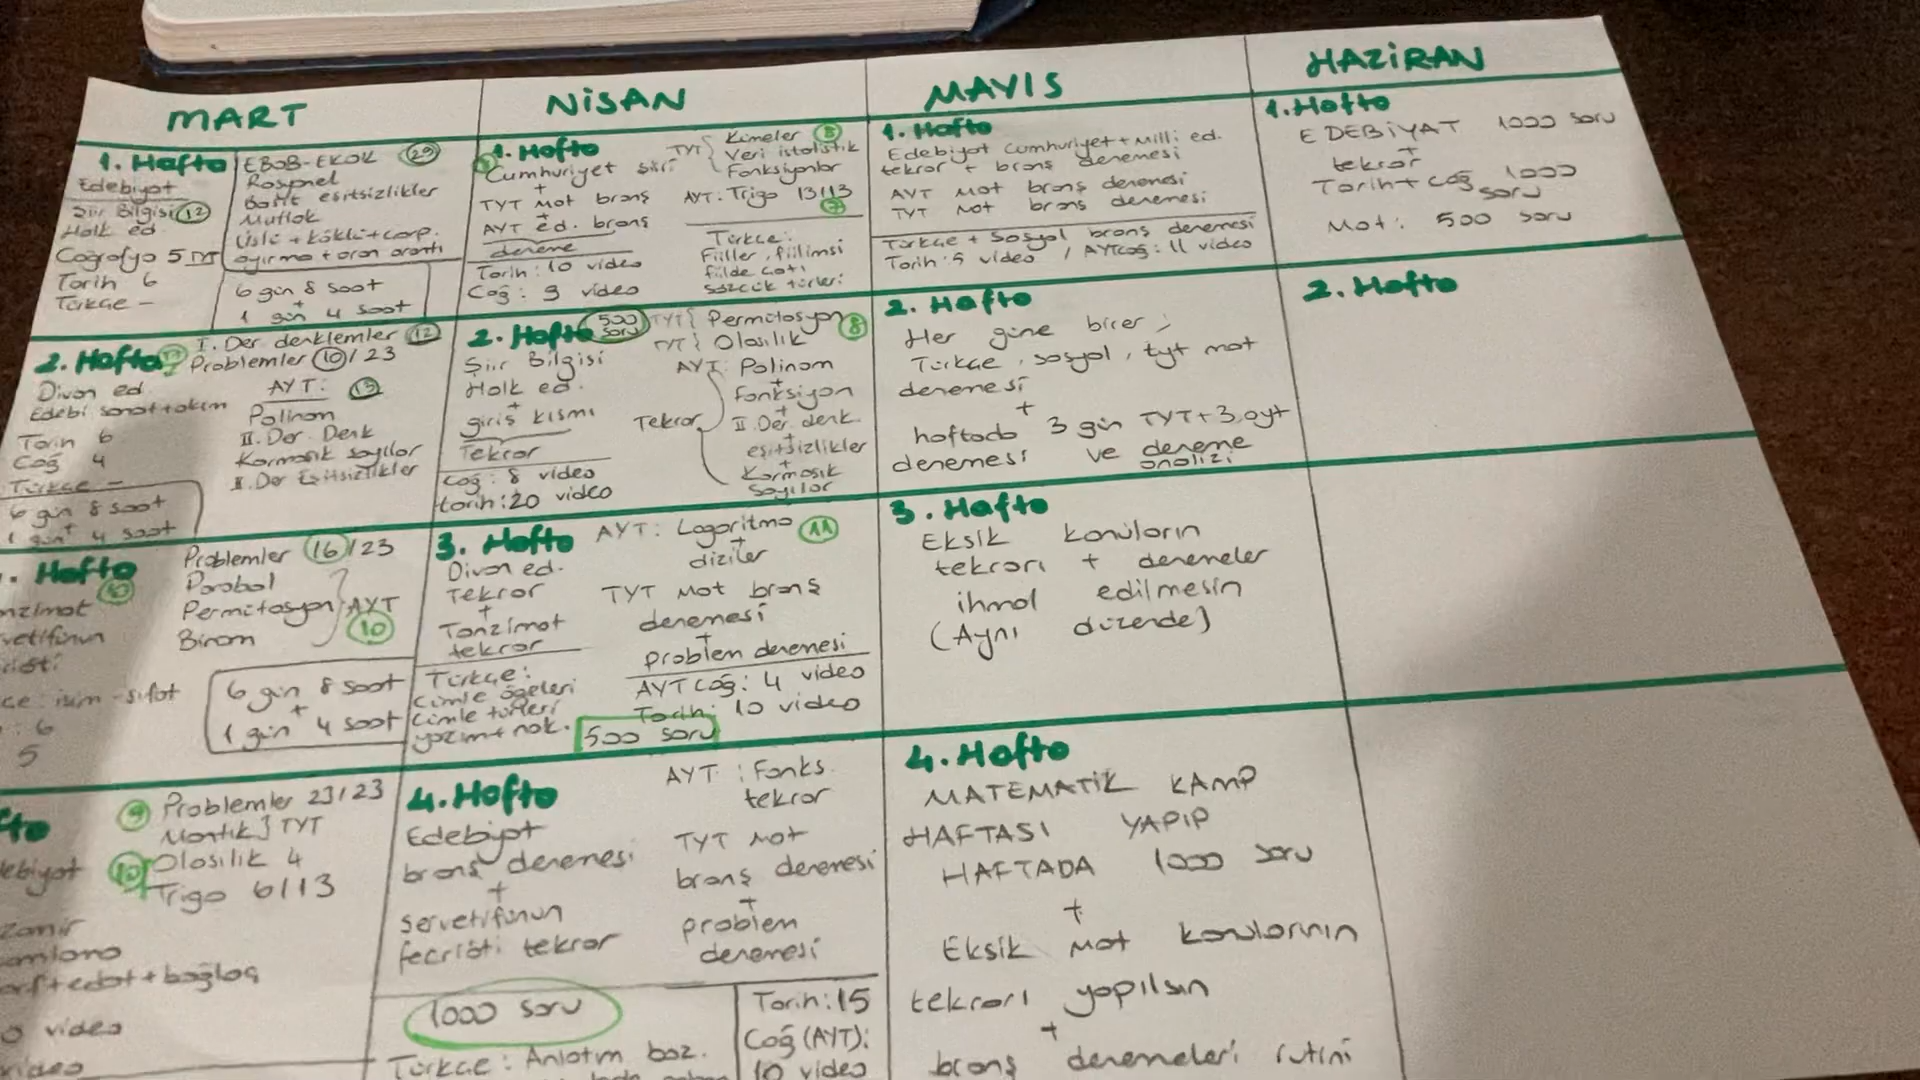 MART
1. Hafta
Edebiyat
Şiir Bilgisi 12
Halk ed.
Coğrafya 5 TYT
Tarih 6
Türkçe -
EBOB-EKOK 29
Rasyonel
Basit eşitsizlikler
Mutlak
Üslü + köklü + çarp.
ayırma + oran orantı
6 gün 8 saat
+
1 gün 4 saat
2. Hafta
Divan ed.
Edebi sanat + akım
Tarih 6
Coğ 4
Türkçe -
6 gün 8 saat
+
1 gün 4 saat
I. Der denklemler 12
Problemler 10/23
AYT:
Polinom
II. Der. Denk
Karmaşık sayılar
II. Der Eşitsizlikler
. Hafta
nzimat
vetifünun
ce: isim - sıfat
: 6
5
Problemler 16/23
Parabol
Permütasyon AYT
Binom 10
6 gün 8 saat
+
1 gün 4 saat
fta
debiyat
zamir
amlama
arf + edat + bağlaç
0 video
video
9 Problemler 23/23
Mantık } TYT
10 Olasılık 4
Trigo 6/13
NİSAN
1. Hafta
Cumhuriyet şiiri
+
TYT Mat branş
+
AYT ed. branş
deneme
Tarih: 10 video
Coğ: 9 video
TYT { Kümeler 8
Veri istatistik
Fonksiyonlar
AYT: Trigo 13/13
7
Türkçe:
Fiiller, fiilimsi
fiilde çatı
sözcük türleri
2. Hafta 500 soru
Şiir Bilgisi
Halk ed.
+
giriş kısmı
Tekrar
Coğ: 8 video
tarih: 20 video
TYT { Permütasyon 8
TYT { Olasılık
AYT: Polinom
+
Fonksiyon
+
Tekrar II. Der. denk
+
eşitsizlikler
+
Karmaşık
Sayılar
3. Hafta
Divan ed.
Tekrar
+
Tanzimat
tekrar
Türkçe:
Cümle ögeleri
Cümle türleri
yazım + nok.
AYT: Logaritma 11
+
diziler
TYT Mat branş
denemesi
+
problem denemesi
AYT Coğ: 4 video
Tarih: 10 video
500 soru
4. Hafta
Edebiyat
branş denemesi
+
servetifünun
fecriati tekrar
AYT: Fonks.
tekrar
TYT Mat
branş denemesi
+
problem
denemesi
1000 soru
Türkçe: Anlatım boz.
Tarih: 15
Coğ (AYT):
10 video
MAYIS
1. Hafta
Edebiyat Cumhuriyet + Milli ed.
tekrar + branş denemesi
AYT Mat branş denemesi
TYT Mat branş denemesi
Türkçe + Sosyal branş denemesi
Tarih: 5 video / AYT coğ: 11 video
2. Hafta
Her güne birer;
Türkçe, sosyal, tyt mat
denemesi
+
haftada 3 gün TYT + 3 ayt
denemesi ve deneme
analizi
3. Hafta
Eksik konuların
tekrarı + denemeler
ihmal edilmesin
(Aynı düzende)
4. Hafta
MATEMATİK KAMP
HAFTASI YAPIP
HAFTADA 1000 soru
+
Eksik mat konularının
tekrarı yapılsın
+
branş denemeleri rutini
HAZİRAN
1. Hafta
EDEBİYAT 1000 soru
tekrar
+
Tarih + coğ 1000
soru
Mat: 500 soru
2. Hafta